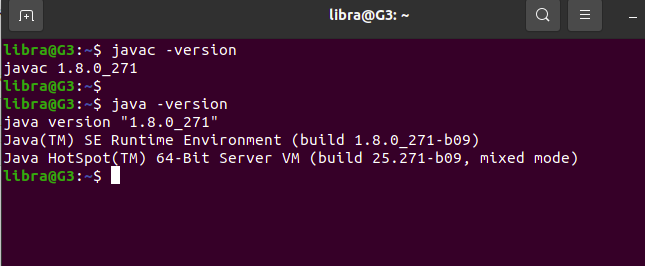 libra@G3: ~
libra@G3:~$ javac -version
javac 1.8.0_271
libra@G3:~$
libra@G3:~$ java -version
java version "1.8.0_271"
Java(TM) SE Runtime Environment (build 1.8.0_271-b09)
Java HotSpot(TM) 64-Bit Server VM (build 25.271-b09, mixed mode)
libra@G3:~$